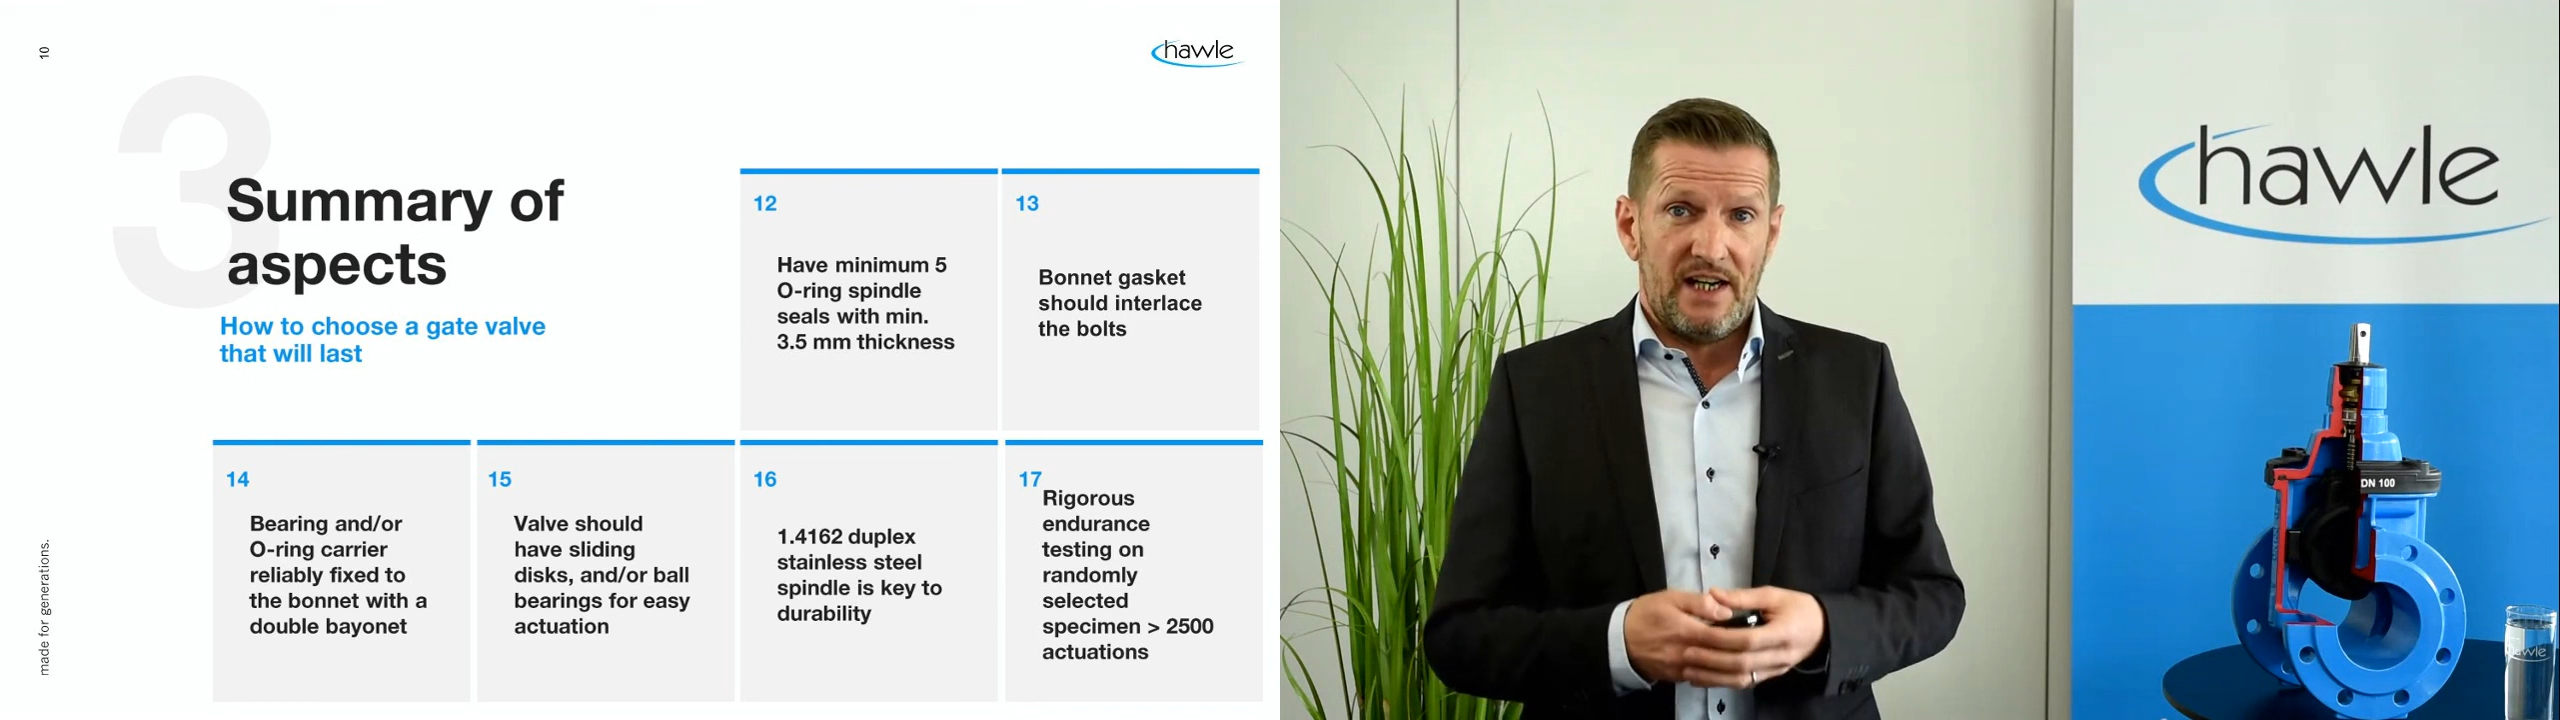 10
hawle
3
Summary of
aspects
How to choose a gate valve
that will last
12
Have minimum 5
O-ring spindle
seals with min.
3.5 mm thickness
13
Bonnet gasket
should interlace
the bolts
14
Bearing and/or
O-ring carrier
reliably fixed to
the bonnet with a
double bayonet
15
Valve should
have sliding
disks, and/or ball
bearings for easy
actuation
16
1.4162 duplex
stainless steel
spindle is key to
durability
17
Rigorous
endurance
testing on
randomly
selected
specimen > 2500
actuations
made for generations.
hawle
DN 100
hawle